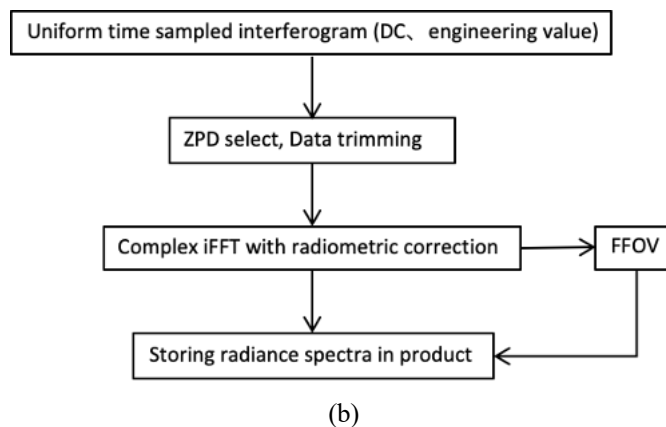 Uniform time sampled interferogram (DC、engineering value)
ZPD select, Data trimming
Complex iFFT with radiometric correction
FFOV
Storing radiance spectra in product
(b)